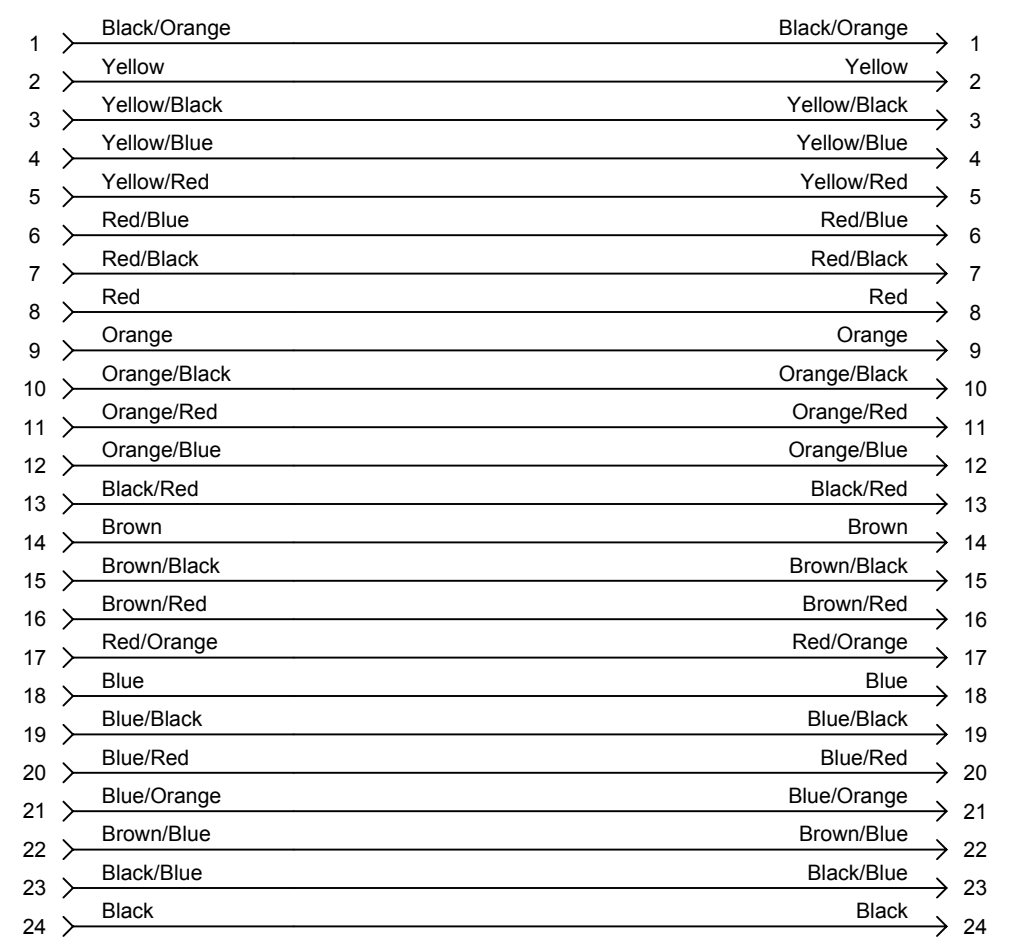 Black/Orange Black/Orange
1 1
Yellow Yellow
2 2
Yellow/Black Yellow/Black
3 3
Yellow/Blue Yellow/Blue
4 4
Yellow/Red Yellow/Red
5 5
Red/Blue Red/Blue
6 6
Red/Black Red/Black
7 7
Red Red
8 8
Orange Orange
9 9
Orange/Black Orange/Black
10 10
Orange/Red Orange/Red
11 11
Orange/Blue Orange/Blue
12 12
Black/Red Black/Red
13 13
Brown Brown
14 14
Brown/Black Brown/Black
15 15
Brown/Red Brown/Red
16 16
Red/Orange Red/Orange
17 17
Blue Blue
18 18
Blue/Black Blue/Black
19 19
Blue/Red Blue/Red
20 20
Blue/Orange Blue/Orange
21 21
Brown/Blue Brown/Blue
22 22
Black/Blue Black/Blue
23 23
Black Black
24 24